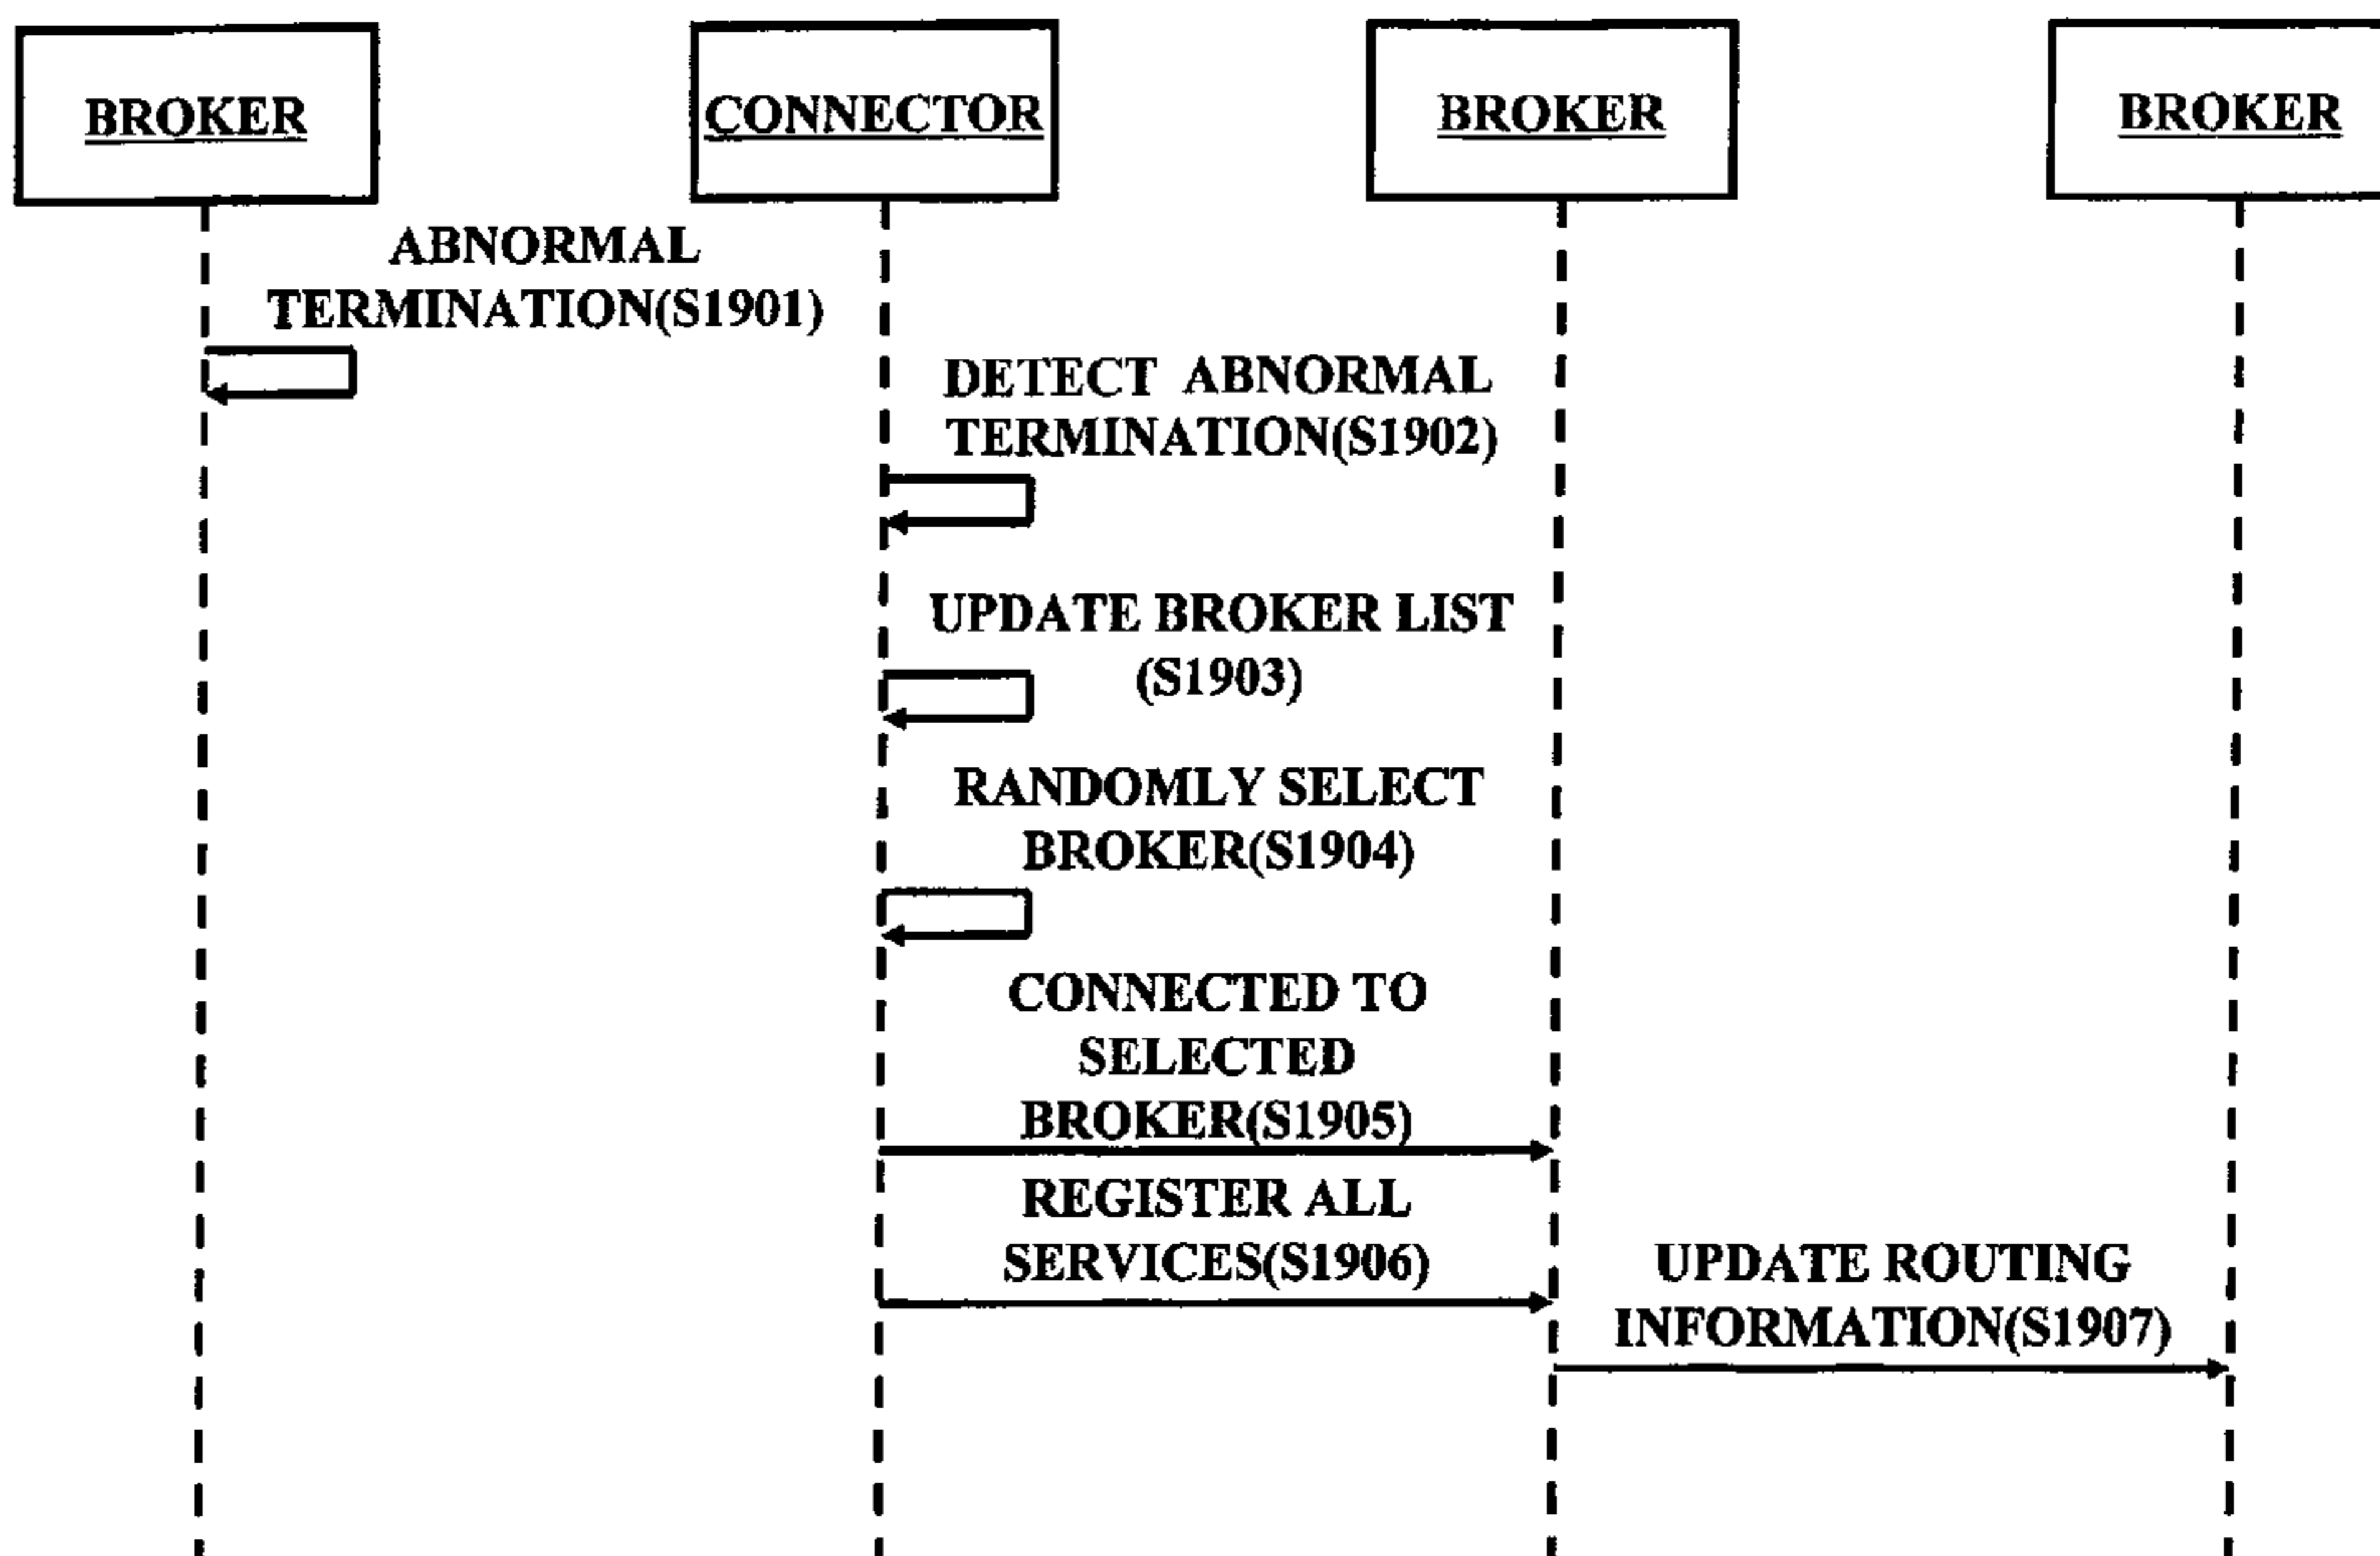 BROKER
CONNECTOR
BROKER
BROKER
ABNORMAL
TERMINATION(S1901)
DETECT ABNORMAL
TERMINATION(S1902)
UPDATE BROKER LIST
(S1903)
RANDOMLY SELECT
BROKER(S1904)
CONNECTED TO
SELECTED
BROKER(S1905)
REGISTER ALL
SERVICES(S1906)
UPDATE ROUTING
INFORMATION(S1907)